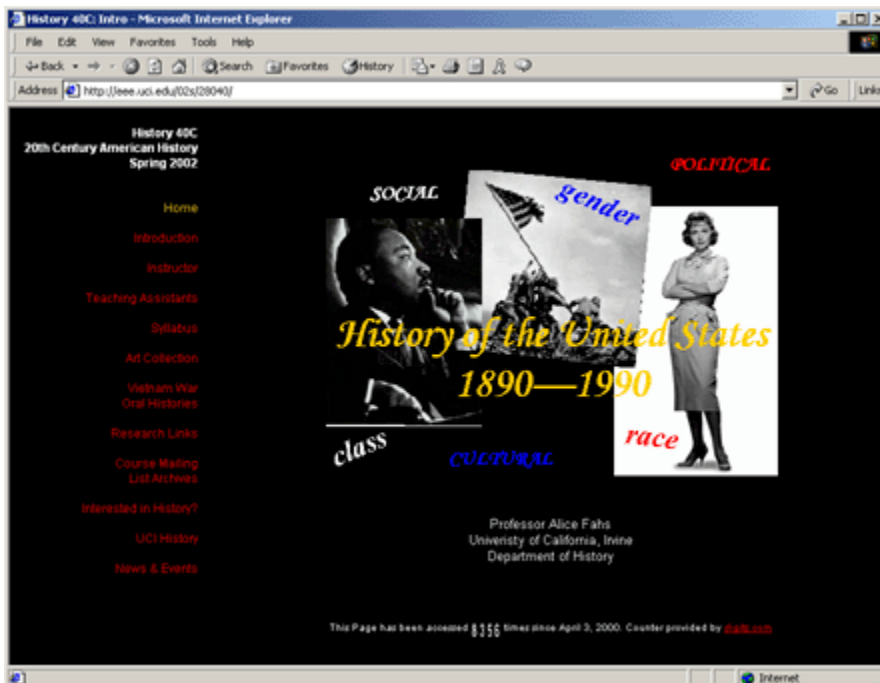 History 40C: Intro - Microsoft Internet Explorer
File Edit View Favorites Tools Help
Back Search Favorites History
Address http://eee.uci.edu/02s/28040/ Go Links
History 40C
20th Century American History
Spring 2002
Home
Introduction
Instructor
Teaching Assistants
Syllabus
Art Collection
Vietnam War
Oral Histories
Research Links
Course Mailing
List Archives
Interested in History?
UCI History
News & Events
POLITICAL
SOCIAL
gender
History of the United States
1890—1990
race
class
CULTURAL
Professor Alice Fahs
Univeristy of California, Irvine
Department of History
This Page has been accessed 8356 times since April 3, 2000. Counter provided by
Internet